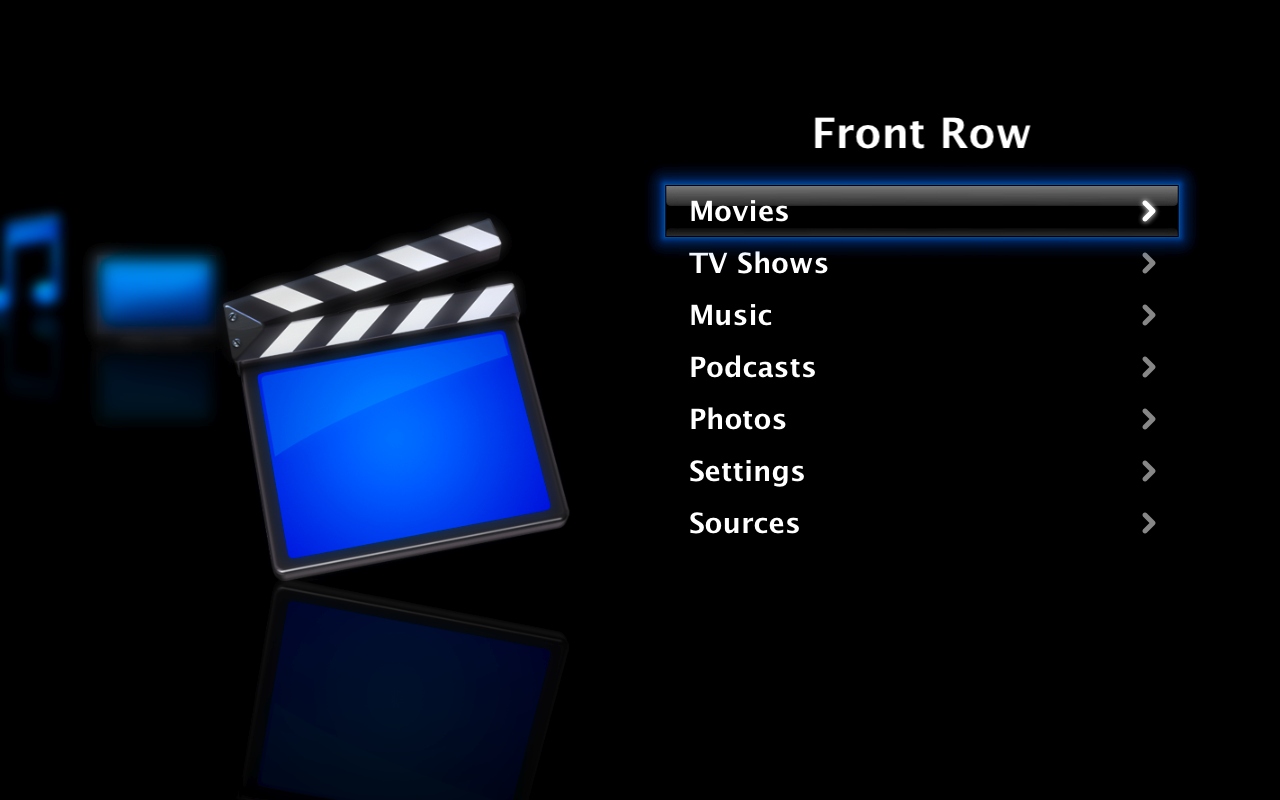 Front Row
Movies
TV Shows
Music
Podcasts
Photos
Settings
Sources